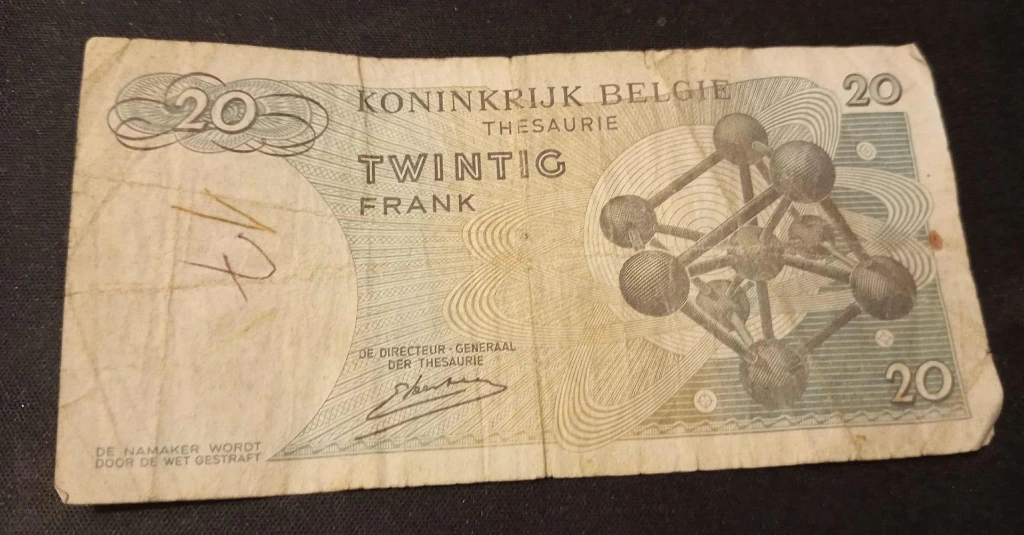 20
KONINKRIJK BELGIE
THESAURIE
20
TWINTIG
FRANK
DE DIRECTEUR-GENERAAL
DER THESAURIE
20
DE NAMAKER WORDT
DOOR DE WET GESTRAFT